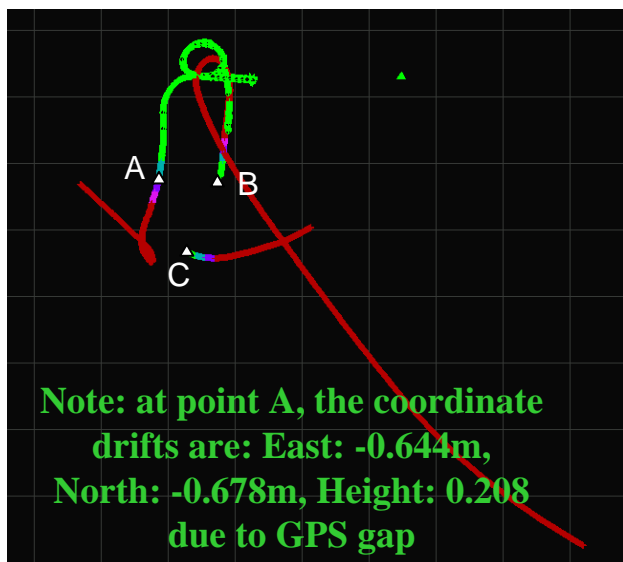 A
B
C
Note: at point A, the coordinate
drifts are: East: -0.644m,
North: -0.678m, Height: 0.208
due to GPS gap